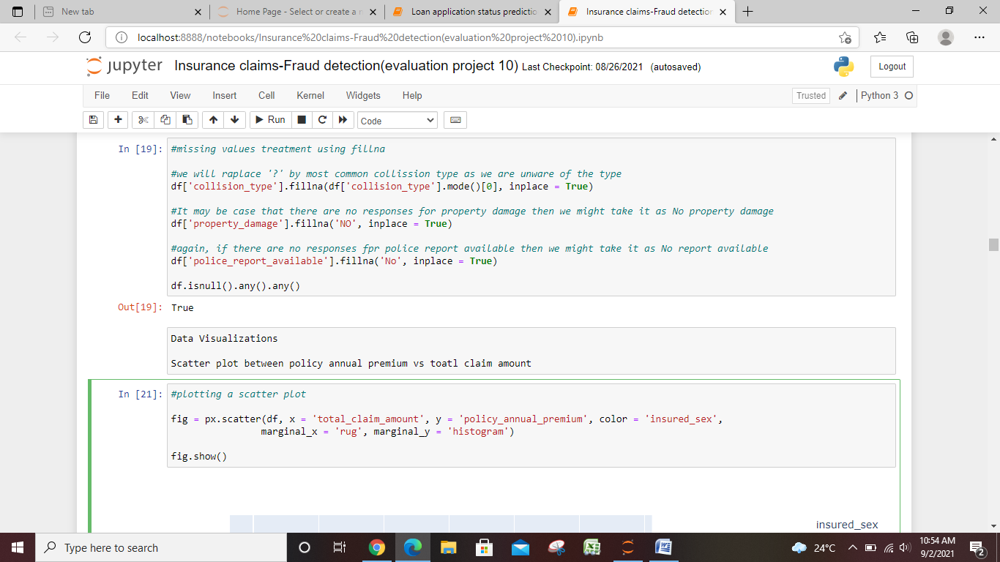 New tab
Home Page - Select or create a n
Loan application status predictio
Insurance claims-Fraud detection
localhost:8888/notebooks/Insurance%20claims-Fraud%20detection(evaluation%20project%2010).ipynb
jupyter Insurance claims-Fraud detection(evaluation project 10) Last Checkpoint: 08/26/2021 (autosaved)
Logout
File Edit View Insert Cell Kernel Widgets Help
Trusted Python 3
Run Code
In [19]: #missing values treatment using fillna
#we will raplace '?' by most common collission type as we are unware of the type
df['collision_type'].fillna(df['collision_type'].mode()[0], inplace = True)
#It may be case that there are no responses for property damage then we might take it as No property damage
df['property_damage'].fillna('NO', inplace = True)
#again, if there are no responses fpr police report available then we might take it as No report available
df['police_report_available'].fillna('No', inplace = True)
df.isnull().any().any()
Out[19]: True
Data Visualizations
Scatter plot between policy annual premium vs toatl claim amount
In [21]: #plotting a scatter plot
fig = px.scatter(df, x = 'total_claim_amount', y = 'policy_annual_premium', color = 'insured_sex',
marginal_x = 'rug', marginal_y = 'histogram')
fig.show()
insured_sex
Type here to search
24°C
10:54 AM
9/2/2021
2